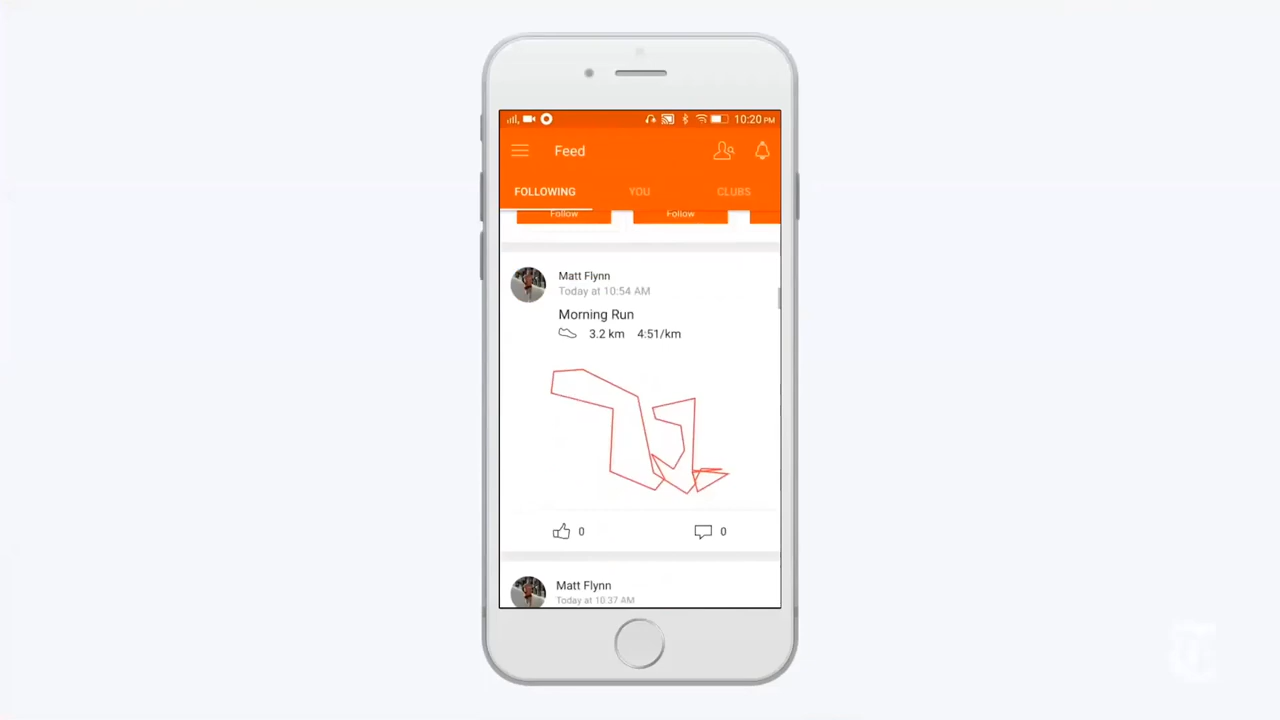 10:20 PM
Feed
FOLLOWING YOU CLUBS
Follow Follow
Matt Flynn
Today at 10:54 AM
Morning Run
3.2 km 4:51/km
0 0
Matt Flynn
Today at 10:37 AM
T